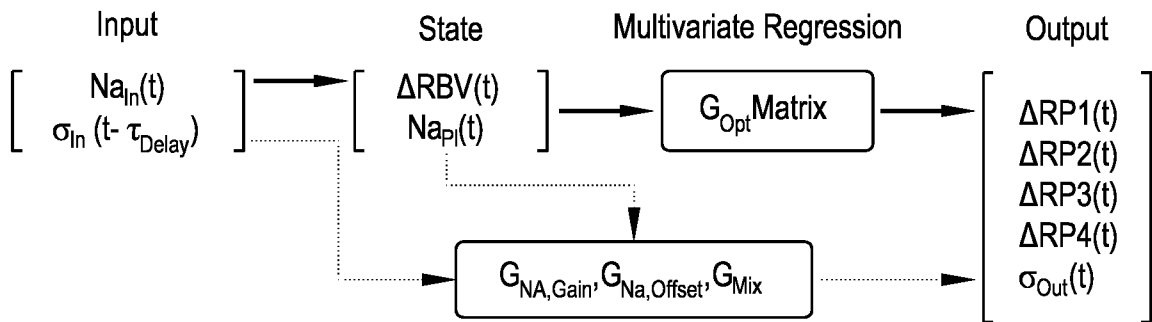 Input
State
Multivariate Regression
Output
Na_In(t)
σ_In (t- τ_Delay)
ΔRBV(t)
Na_Pl(t)
G_Opt Matrix
ΔRP1(t)
ΔRP2(t)
ΔRP3(t)
ΔRP4(t)
σ_Out(t)
G_NA,Gain, G_Na,Offset, G_Mix